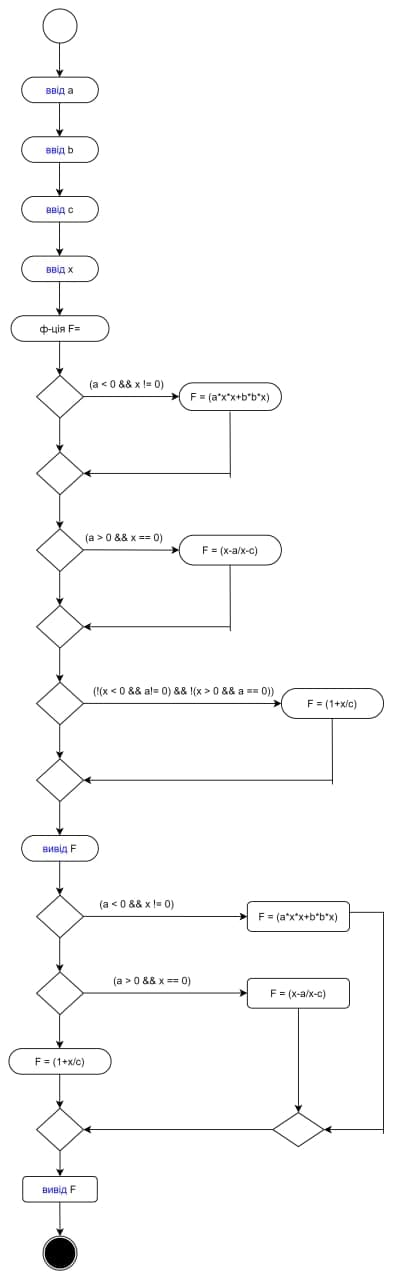 ввід a
ввід b
ввід c
ввід x
ф-ція F=
(a < 0 && x != 0)
F = (a*x*x+b*b*x)
(a > 0 && x == 0)
F = (x-a/x-c)
(!(x < 0 && a!= 0) && !(x > 0 && a == 0))
F = (1+x/c)
вивід F
(a < 0 && x != 0)
F = (a*x*x+b*b*x)
(a > 0 && x == 0)
F = (x-a/x-c)
F = (1+x/c)
вивід F